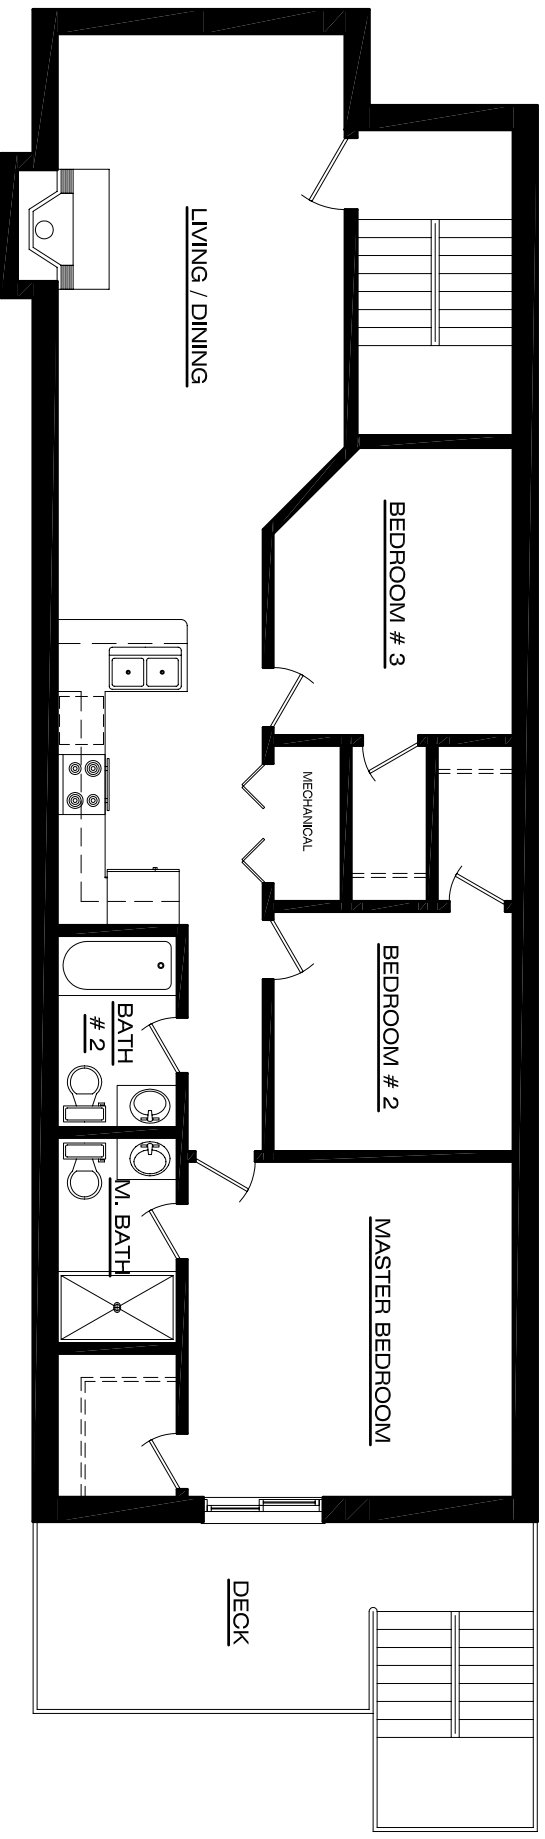 LIVING / DINING
BEDROOM # 3
MECHANICAL
BEDROOM # 2
BATH
# 2
M. BATH
MASTER BEDROOM
DECK